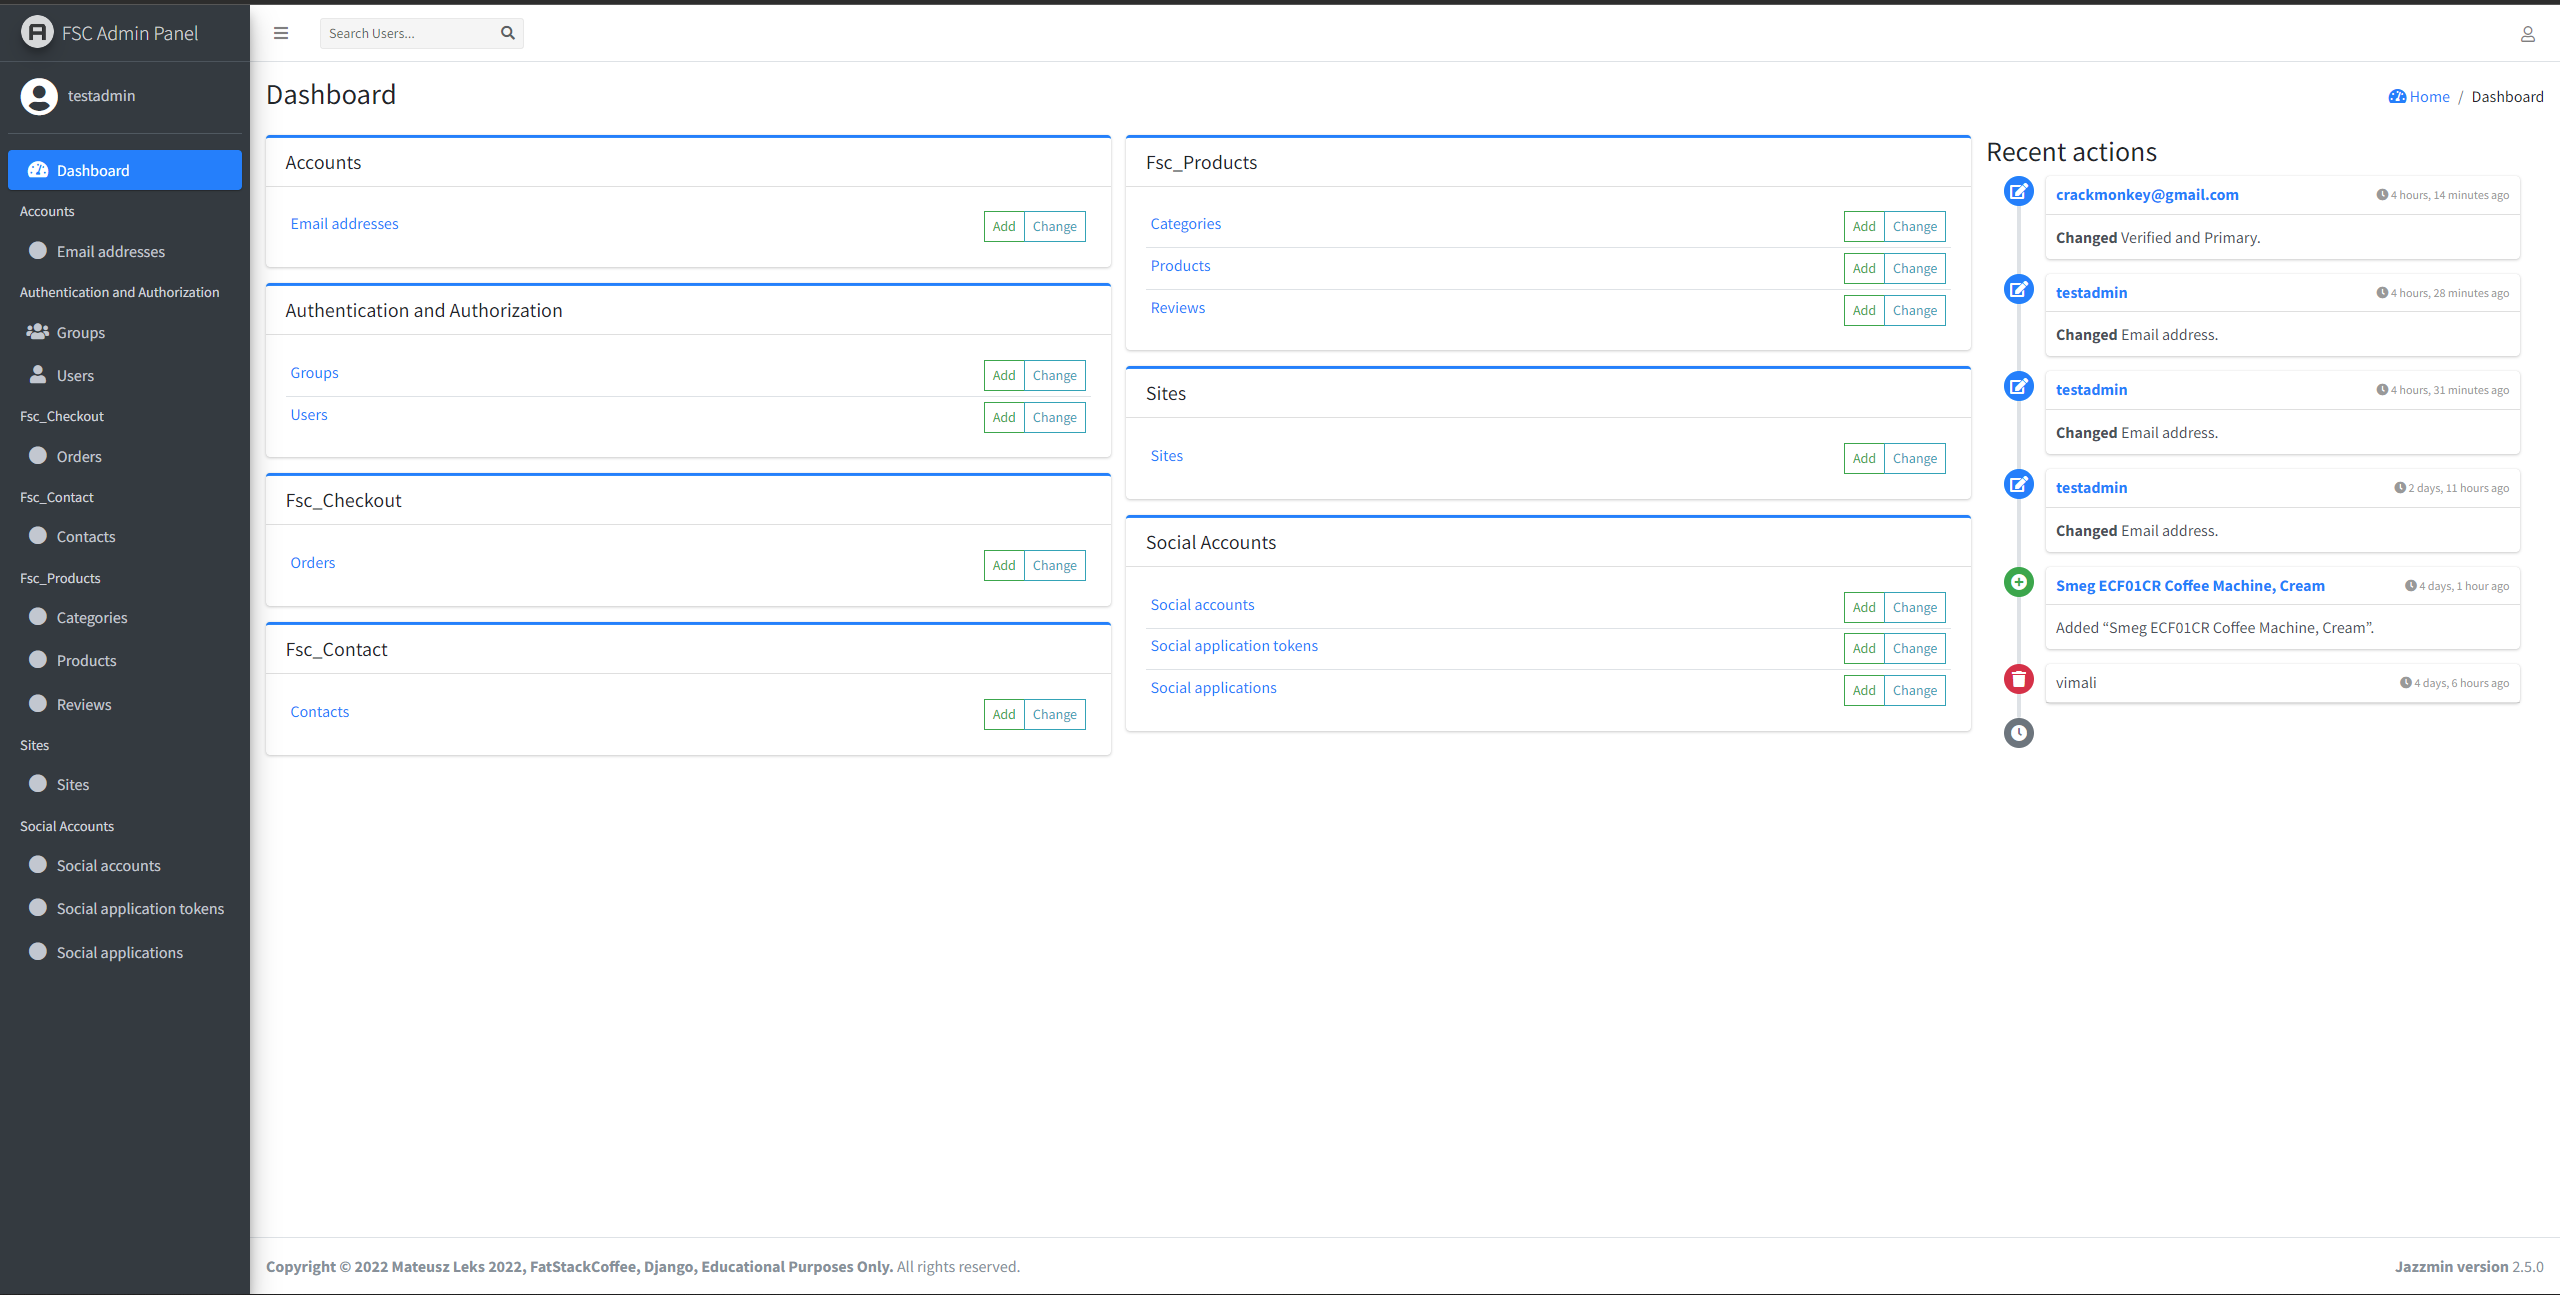 FSC Admin Panel
testadmin
Dashboard
Accounts
Email addresses
Authentication and Authorization
Groups
Users
Fsc_Checkout
Orders
Fsc_Contact
Contacts
Fsc_Products
Categories
Products
Reviews
Sites
Sites
Social Accounts
Social accounts
Social application tokens
Social applications
Search Users...
Dashboard
Home / Dashboard
Accounts
Email addresses Add Change
Authentication and Authorization
Groups Add Change
Users Add Change
Fsc_Checkout
Orders Add Change
Fsc_Contact
Contacts Add Change
Fsc_Products
Categories Add Change
Products Add Change
Reviews Add Change
Sites
Sites Add Change
Social Accounts
Social accounts Add Change
Social application tokens Add Change
Social applications Add Change
Recent actions
crackmonkey@gmail.com 4 hours, 14 minutes ago
Changed Verified and Primary.
testadmin 4 hours, 28 minutes ago
Changed Email address.
testadmin 4 hours, 31 minutes ago
Changed Email address.
testadmin 2 days, 11 hours ago
Changed Email address.
Smeg ECF01CR Coffee Machine, Cream 4 days, 1 hour ago
Added “Smeg ECF01CR Coffee Machine, Cream”.
vimali 4 days, 6 hours ago
Copyright © 2022 Mateusz Leks 2022, FatStackCoffee, Django, Educational Purposes Only. All rights reserved.
Jazzmin version 2.5.0